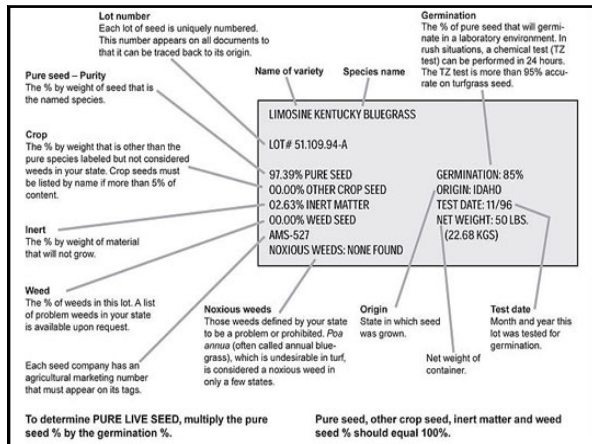 Lot number
Each lot of seed is uniquely numbered.
This number appears on all documents to
that it can be traced back to its origin.
Germination
The % of pure seed that will germi-
nate in a laboratory environment. In
rush situations, a chemical test (TZ
test) can be performed in 24 hours.
The TZ test is more than 95% accu-
rate on turfgrass seed.
Name of variety
Species name
Pure seed – Purity
The % by weight of seed that is
the named species.
Crop
The % by weight that is other than the
pure species labeled but not considered
weeds in your state. Crop seeds must
be listed by name if more than 5% of
content.
Inert
The % by weight of material
that will not grow.
Weed
The % of weeds in this lot. A list
of problem weeds in your state
is available upon request.
Each seed company has an
agricultural marketing number
that must appear on its tags.
LIMOSINE KENTUCKY BLUEGRASS
LOT# 51.109.94-A
97.39% PURE SEED
00.00% OTHER CROP SEED
02.63% INERT MATTER
00.00% WEED SEED
AMS-527
NOXIOUS WEEDS: NONE FOUND
GERMINATION: 85%
ORIGIN: IDAHO
TEST DATE: 11/96
NET WEIGHT: 50 LBS.
(22.68 KGS)
Noxious weeds
Those weeds defined by your state
to be a problem or prohibited. Poa
annua (often called annual blue-
grass), which is undesirable in turf,
is considered a noxious weed in
only a few states.
Origin
State in which seed
was grown.
Net weight of
container.
Test date
Month and year this
lot was tested for
germination.
To determine PURE LIVE SEED, multiply the pure
seed % by the germination %.
Pure seed, other crop seed, inert matter and weed
seed % should equal 100%.